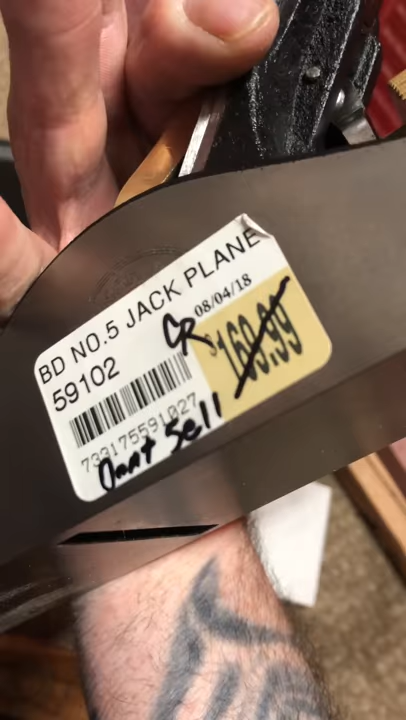 BD NO.5 JACK PLANE
59102
08/04/18
CR
$169.99
733175591027
Dont Sell